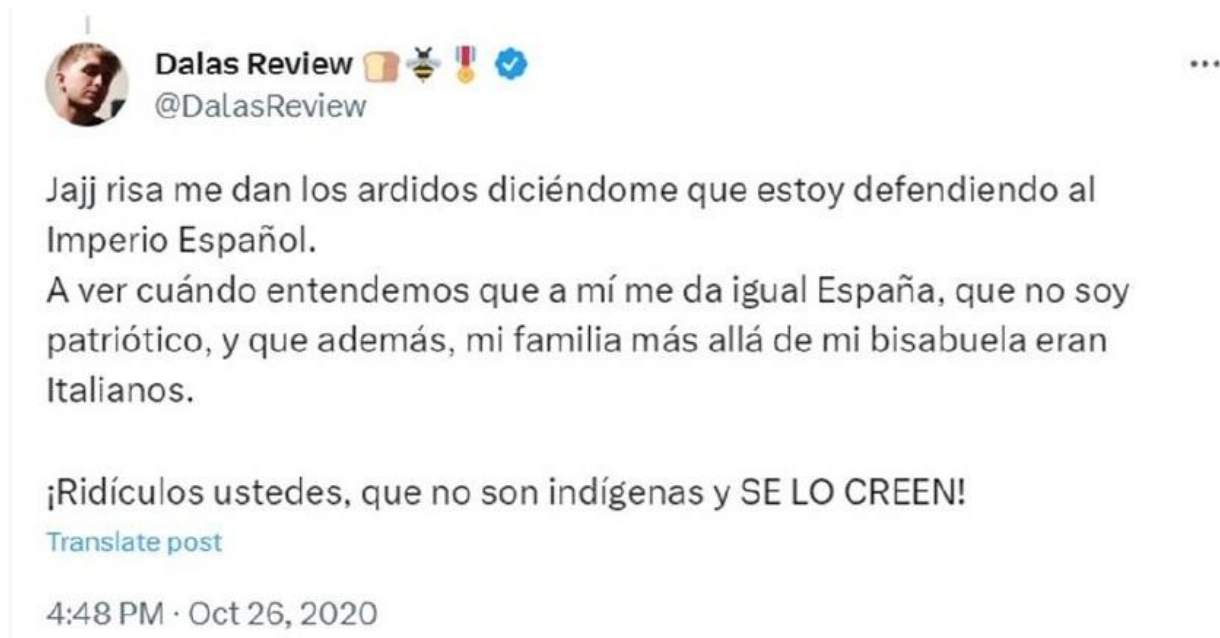 Dalas Review 🍞🐝🎖️
@DalasReview
Jajj risa me dan los ardidos diciéndome que estoy defendiendo al
Imperio Español.
A ver cuándo entendemos que a mí me da igual España, que no soy
patriótico, y que además, mi familia más allá de mi bisabuela eran
Italianos.
¡Ridículos ustedes, que no son indígenas y SE LO CREEN!
Translate post
4:48 PM · Oct 26, 2020